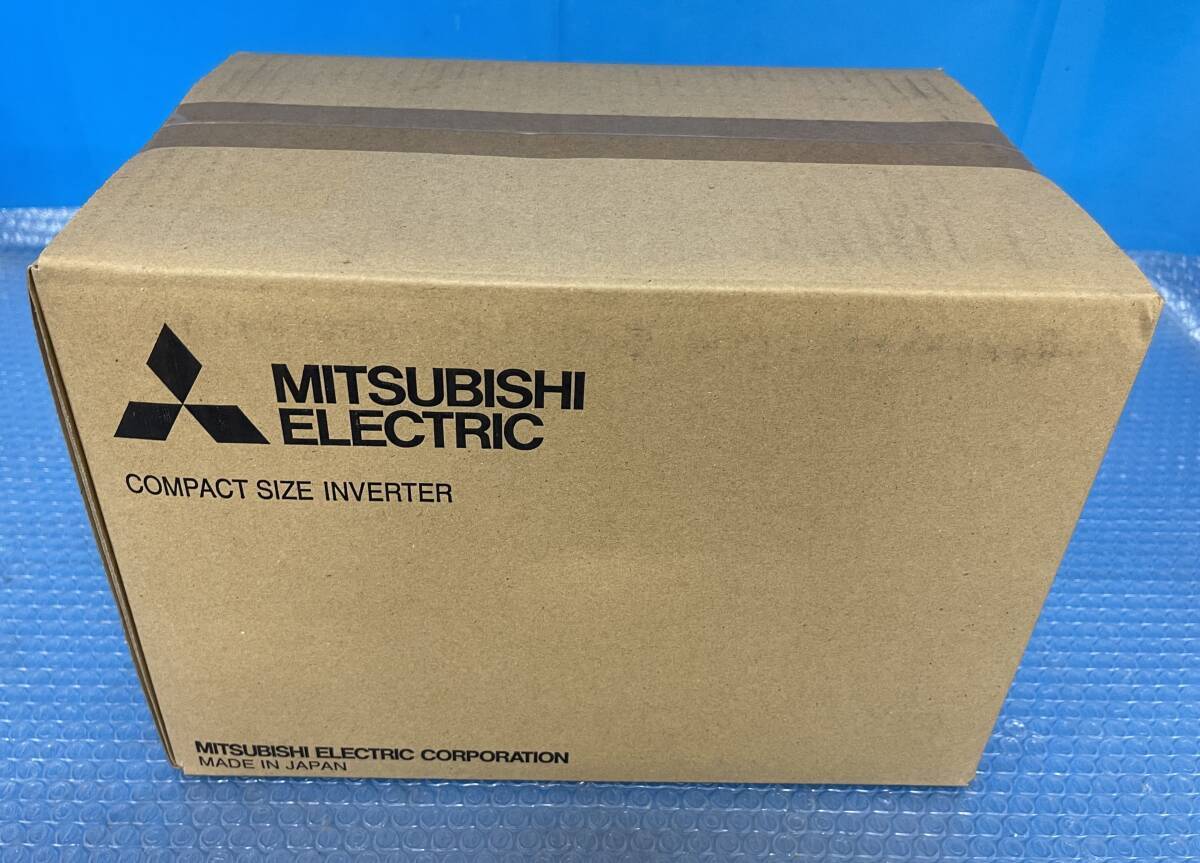 MITSUBISHI
ELECTRIC
COMPACT SIZE INVERTER
MITSUBISHI ELECTRIC CORPORATION
MADE IN JAPAN